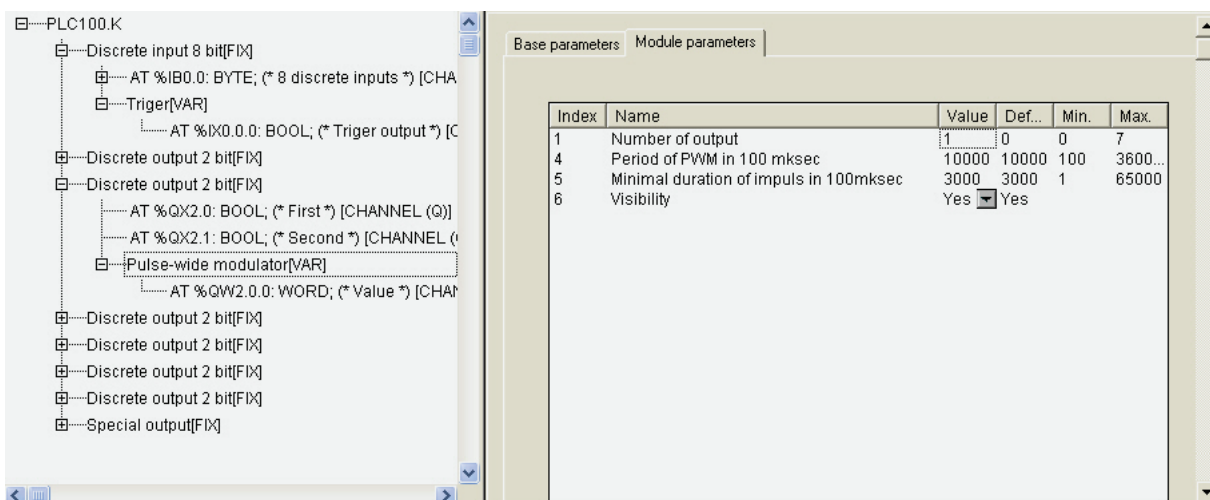 PLC100.K
Discrete input 8 bit[FIX]
AT %IB0.0: BYTE; (* 8 discrete inputs *) [CHA
Triger[VAR]
AT %IX0.0.0: BOOL; (* Triger output *) [C
Discrete output 2 bit[FIX]
Discrete output 2 bit[FIX]
AT %QX2.0: BOOL; (* First *) [CHANNEL (Q)]
AT %QX2.1: BOOL; (* Second *) [CHANNEL (
Pulse-wide modulator[VAR]
AT %QW2.0.0: WORD; (* Value *) [CHAN
Discrete output 2 bit[FIX]
Discrete output 2 bit[FIX]
Discrete output 2 bit[FIX]
Discrete output 2 bit[FIX]
Special output[FIX]
Base parameters Module parameters
Index Name Value Def... Min. Max.
1 Number of output 1 0 0 7
4 Period of PWM in 100 mksec 10000 10000 100 3600...
5 Minimal duration of impuls in 100mksec 3000 3000 1 65000
6 Visibility Yes Yes